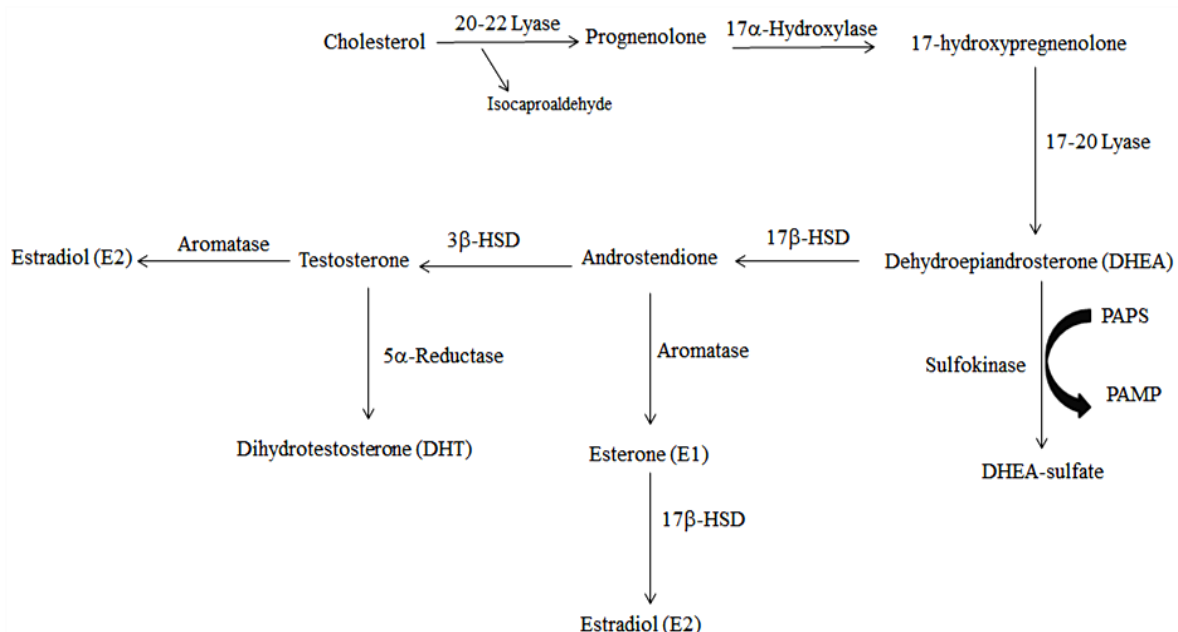 20-22 Lyase
17α-Hydroxylase
Cholesterol
Prognenolone
17-hydroxypregnenolone
Isocaproaldehyde
17-20 Lyase
Aromatase
3β-HSD
17β-HSD
Estradiol (E2)
Testosterone
Androstendione
Dehydroepiandrosterone (DHEA)
PAPS
5α-Reductase
Aromatase
Sulfokinase
PAMP
Dihydrotestosterone (DHT)
Esterone (E1)
DHEA-sulfate
17β-HSD
Estradiol (E2)